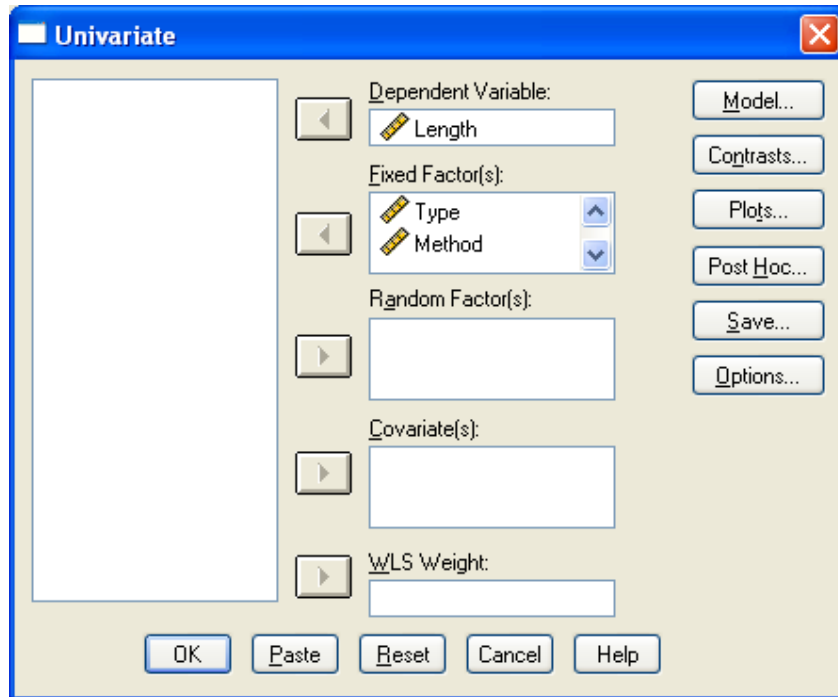 Univariate
Dependent Variable:
Length
Fixed Factor(s):
Type
Method
Random Factor(s):
Covariate(s):
WLS Weight:
Model...
Contrasts...
Plots...
Post Hoc...
Save...
Options...
OK
Paste
Reset
Cancel
Help